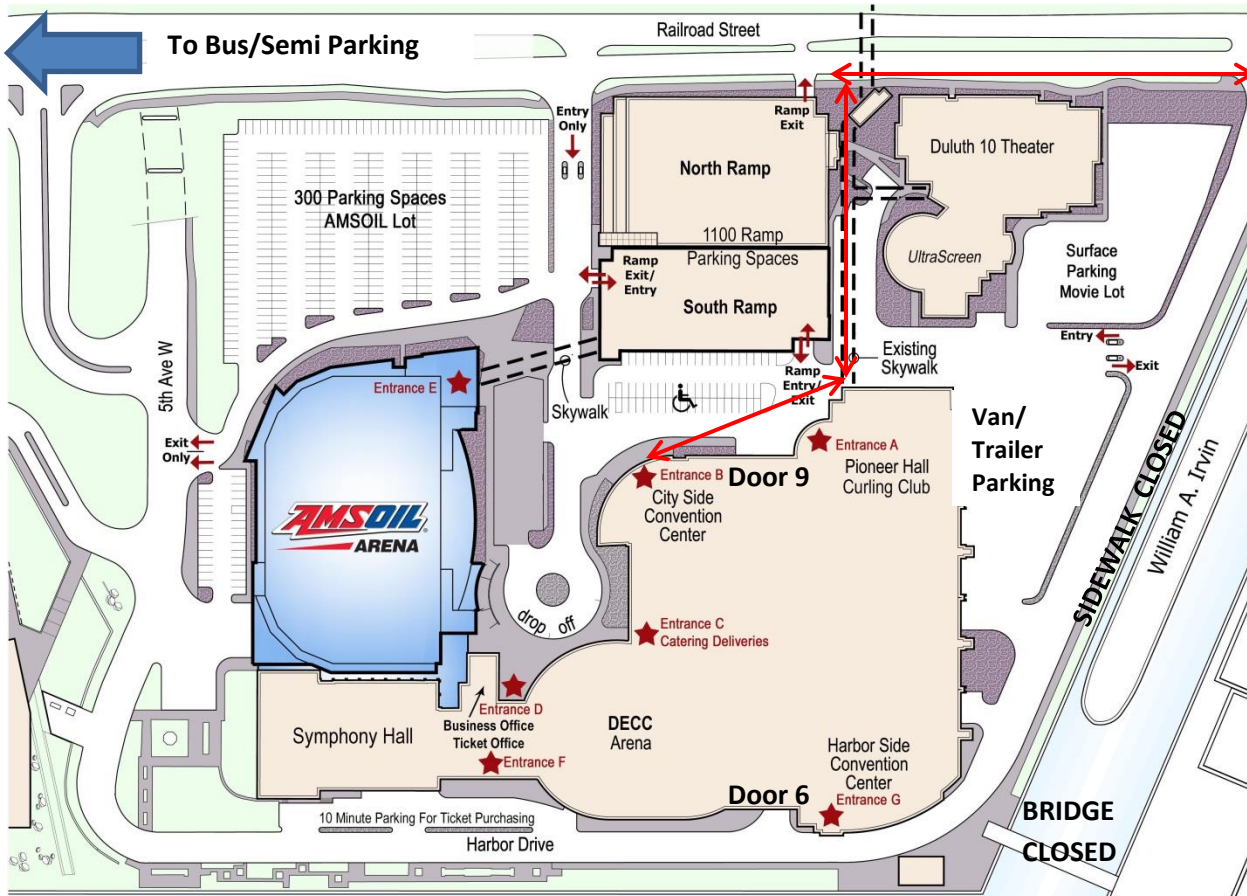 To Bus/Semi Parking
Railroad Street
Entry
Only
Ramp
Exit
North Ramp
Duluth 10 Theater
300 Parking Spaces
AMSOIL Lot
1100 Ramp
Parking Spaces
UltraScreen
Surface
Parking
Movie Lot
Ramp
Exit/
Entry
South Ramp
Entry
Exit
Ramp
Entry/
Exit
Existing
Skywalk
5th Ave W
Entrance E
Skywalk
Exit
Only
Entrance A
Van/
Trailer
Parking
Pioneer Hall
Curling Club
Entrance B
Door 9
City Side
Convention
Center
AMSOIL
ARENA
SIDEWALK CLOSED
William A. Irvin
drop off
Entrance C
Catering Deliveries
Entrance D
Business Office
Ticket Office
Symphony Hall
DECC
Arena
Entrance F
Harbor Side
Convention
Center
Door 6
Entrance G
10 Minute Parking For Ticket Purchasing
Harbor Drive
BRIDGE
CLOSED